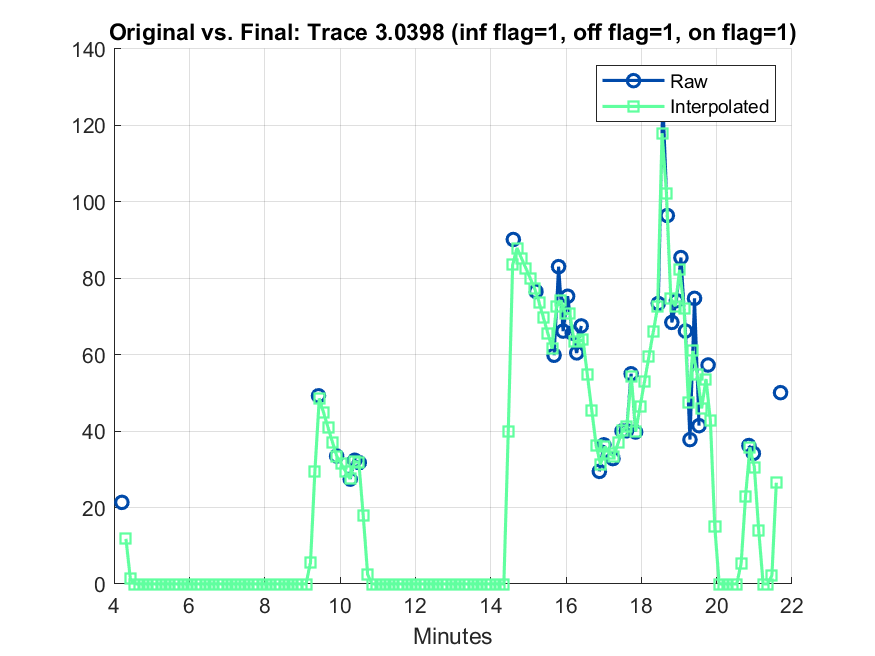 Original vs. Final: Trace 3.0398 (inf flag=1, off flag=1, on flag=1)
140
120
100
80
60
40
20
0
Raw
Interpolated
4 6 8 10 12 14 16 18 20 22
Minutes